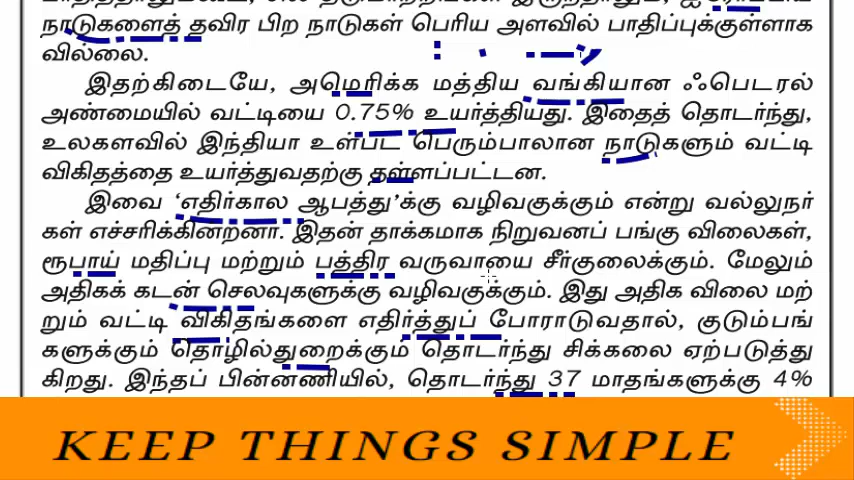 நாடுகளைத் தவிர பிற நாடுகள் பெரிய அளவில் பாதிப்புக்குள்ளாக
வில்லை.
இதற்கிடையே, அமெரிக்க மத்திய வங்கியான ஃபெடரல்
அண்மையில் வட்டியை 0.75% உயர்த்தியது. இதைத் தொடர்ந்து,
உலகளவில் இந்தியா உள்பட பெரும்பாலான நாடுகளும் வட்டி
விகிதத்தை உயர்த்துவதற்கு தள்ளப்பட்டன.
இவை ‘எதிர்கால ஆபத்து’க்கு வழிவகுக்கும் என்று வல்லுநர்
கள் எச்சரிக்கின்றனர். இதன் தாக்கமாக நிறுவனப் பங்கு விலைகள்,
ரூபாய் மதிப்பு மற்றும் பத்திர வருவாயை சீர்குலைக்கும். மேலும்
அதிகக் கடன் செலவுகளுக்கு வழிவகுக்கும். இது அதிக விலை மற்
றும் வட்டி விகிதங்களை எதிர்த்துப் போராடுவதால், குடும்பங்
களுக்கும் தொழில்துறைக்கும் தொடர்ந்து சிக்கலை ஏற்படுத்து
கிறது. இந்தப் பின்னணியில், தொடர்ந்து 37 மாதங்களுக்கு 4%
KEEP THINGS SIMPLE